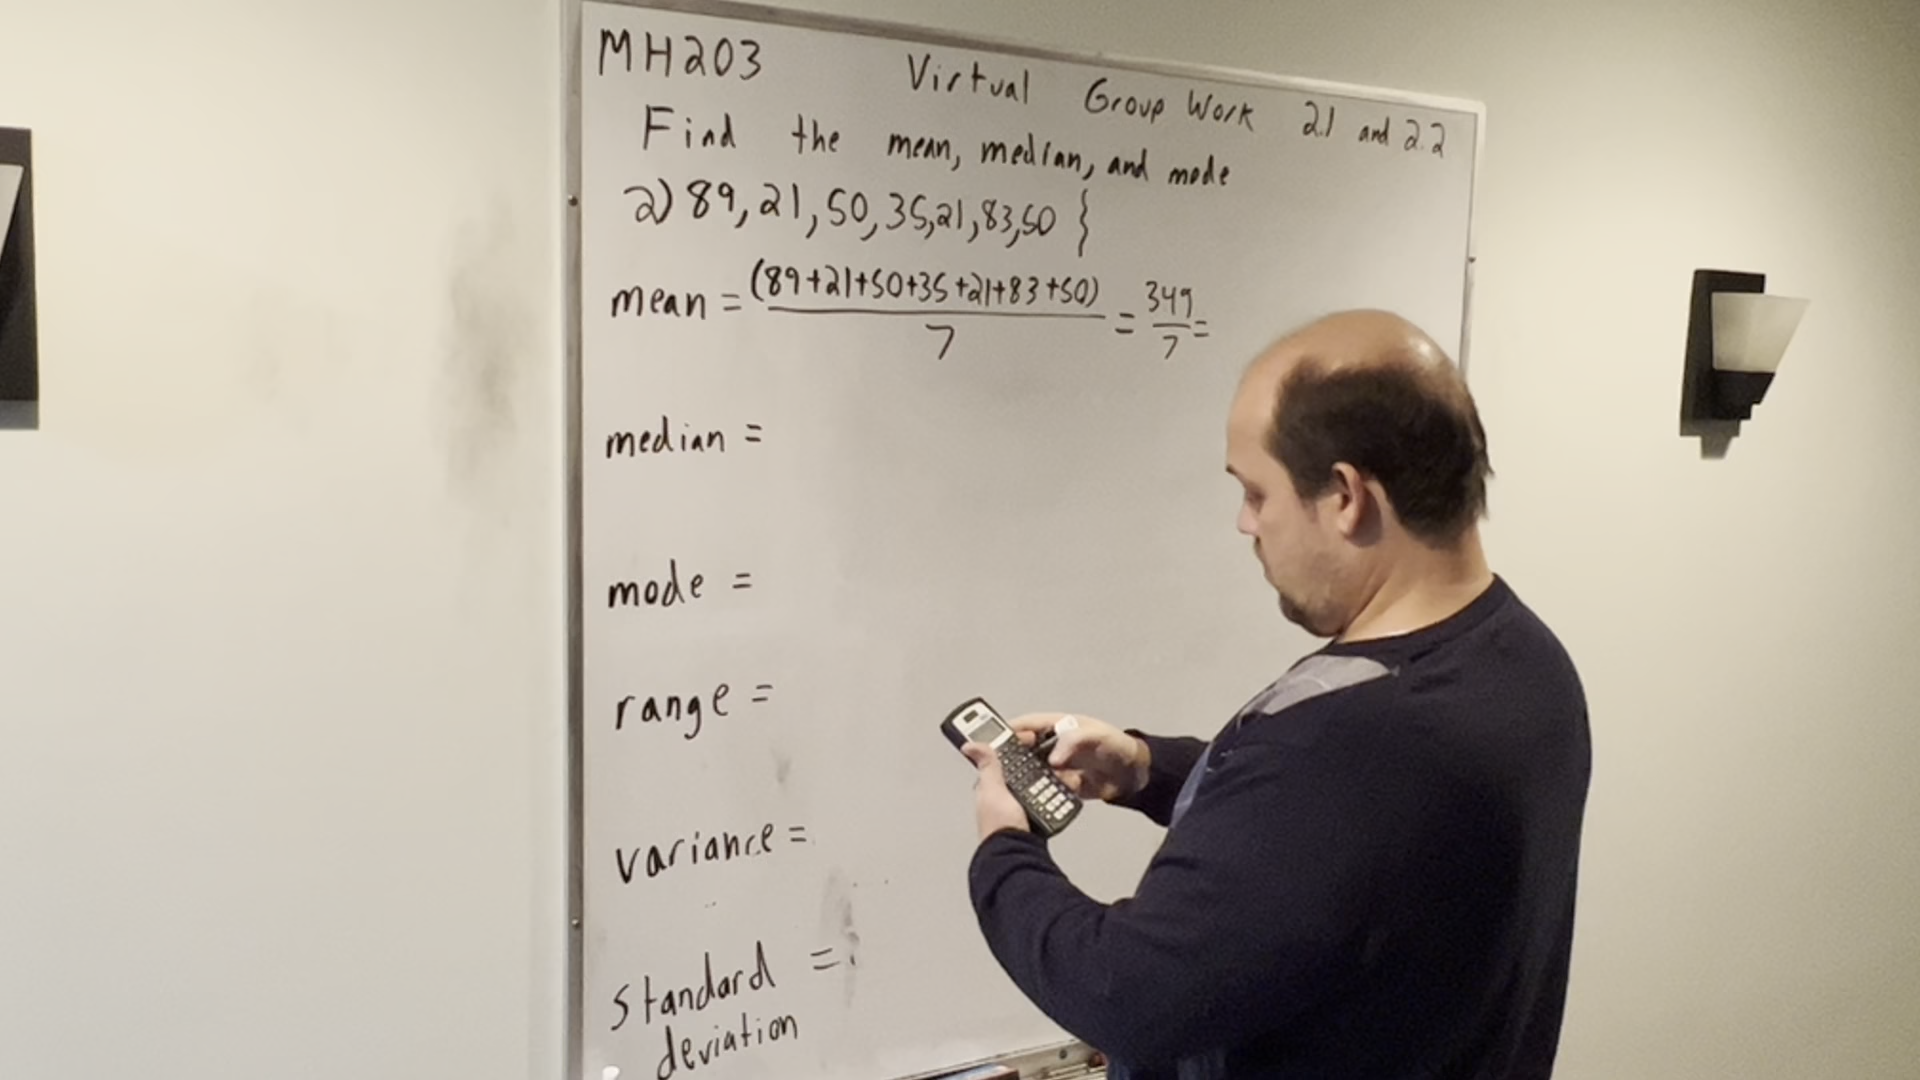 MH203 Virtual Group Work 2.1 and 2.2
Find the mean, median, and mode
2) 89, 21, 50, 35, 21, 83, 50 }
mean = (89+21+50+35+21+83+50) / 7 = 349 / 7 =
median =
mode =
range =
variance =
standard =
deviation